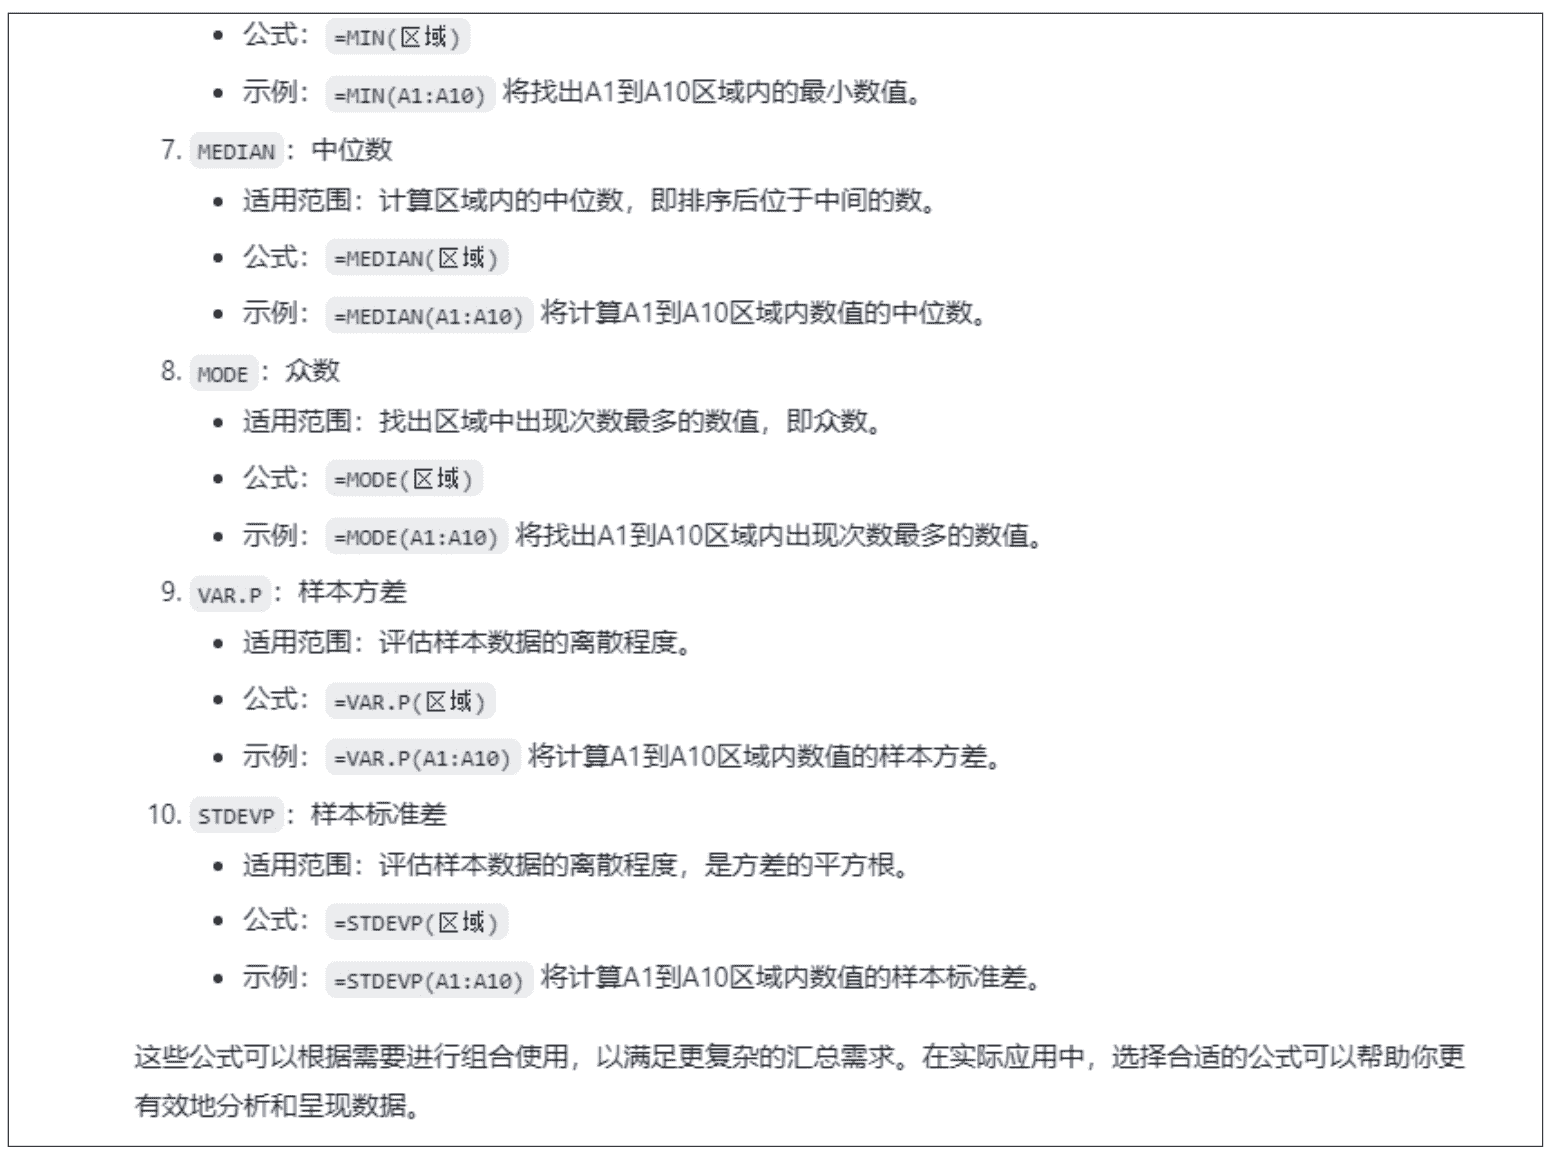 • 公式：=MIN(区域)
• 示例：=MIN(A1:A10) 将找出A1到A10区域内的最小数值。
7. MEDIAN：中位数
• 适用范围：计算区域内的中位数，即排序后位于中间的数。
• 公式：=MEDIAN(区域)
• 示例：=MEDIAN(A1:A10) 将计算A1到A10区域内数值的中位数。
8. MODE：众数
• 适用范围：找出区域中出现次数最多的数值，即众数。
• 公式：=MODE(区域)
• 示例：=MODE(A1:A10) 将找出A1到A10区域内出现次数最多的数值。
9. VAR.P：样本方差
• 适用范围：评估样本数据的离散程度。
• 公式：=VAR.P(区域)
• 示例：=VAR.P(A1:A10) 将计算A1到A10区域内数值的样本方差。
10. STDEVP：样本标准差
• 适用范围：评估样本数据的离散程度，是方差的平方根。
• 公式：=STDEVP(区域)
• 示例：=STDEVP(A1:A10) 将计算A1到A10区域内数值的样本标准差。
这些公式可以根据需要进行组合使用，以满足更复杂的汇总需求。在实际应用中，选择合适的公式可以帮助你更
有效地分析和呈现数据。